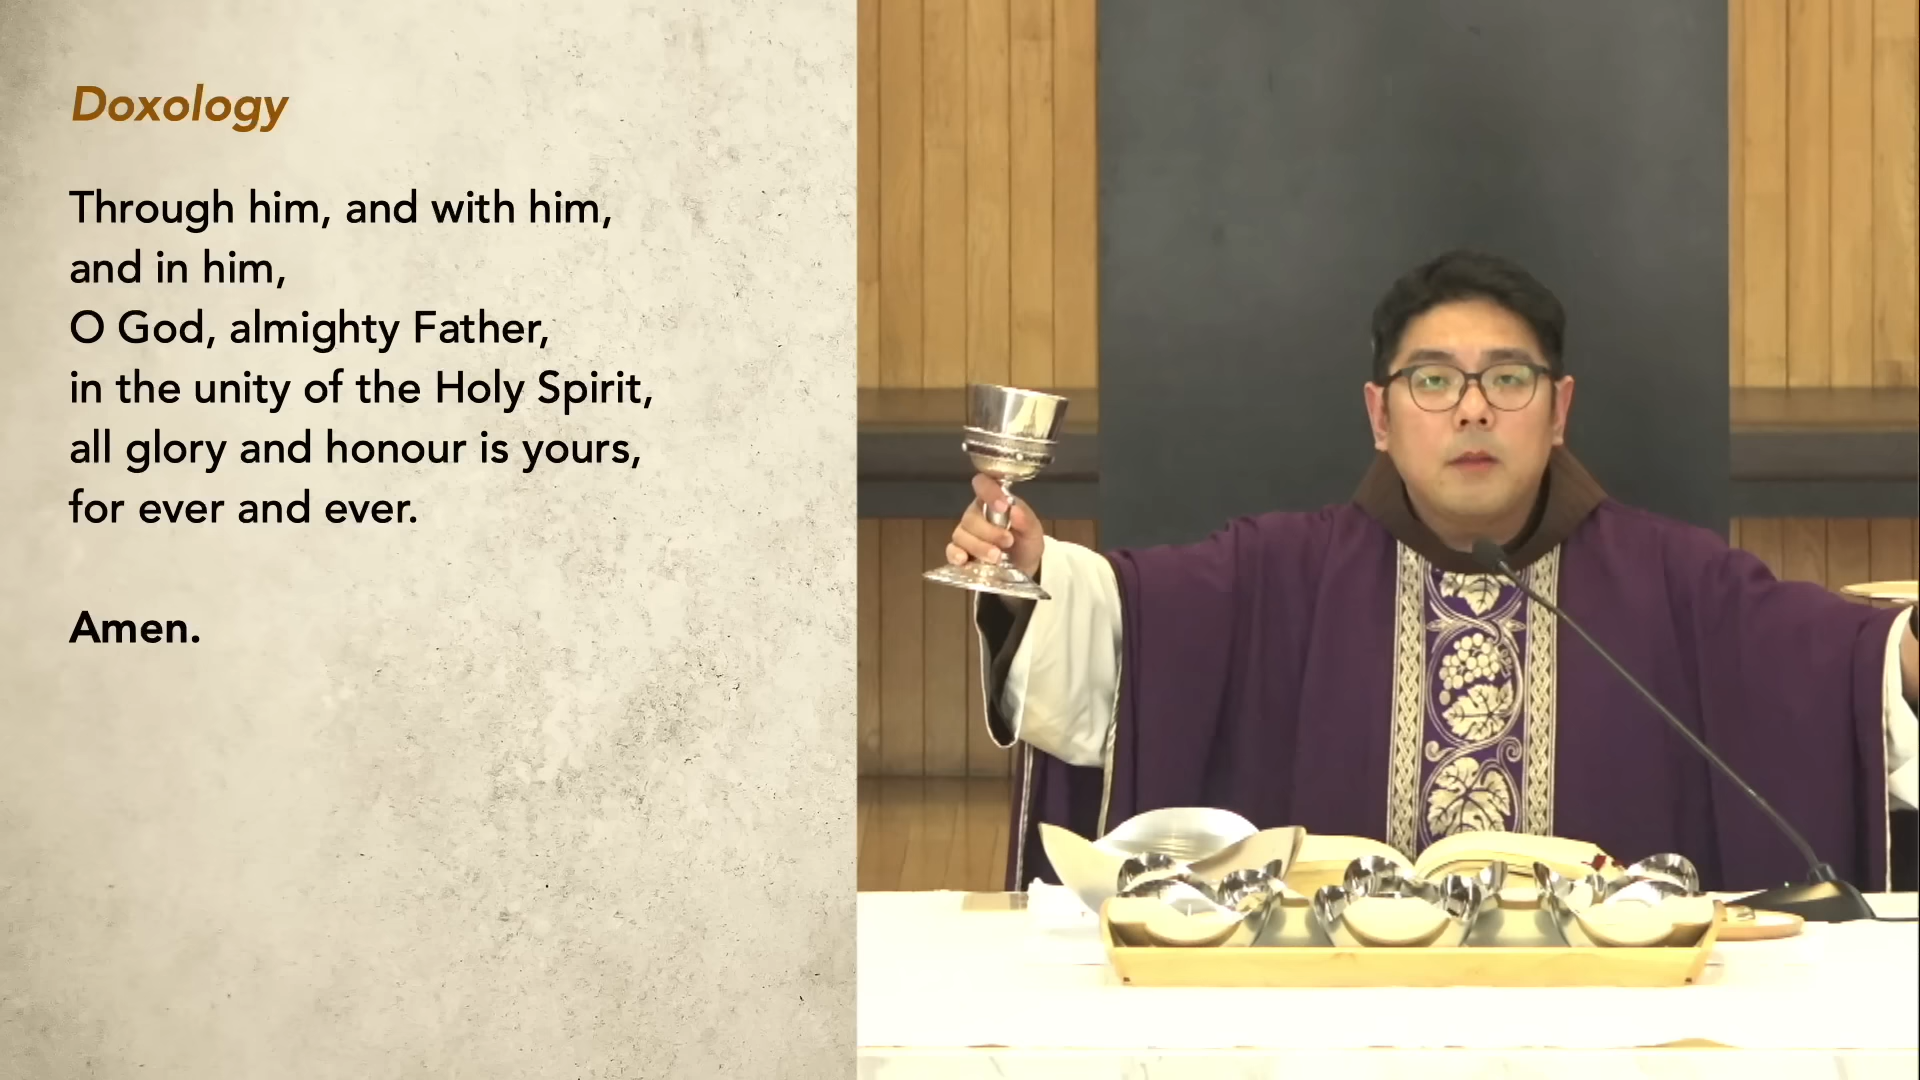 Doxology
Through him, and with him,
and in him,
O God, almighty Father,
in the unity of the Holy Spirit,
all glory and honour is yours,
for ever and ever.
Amen.